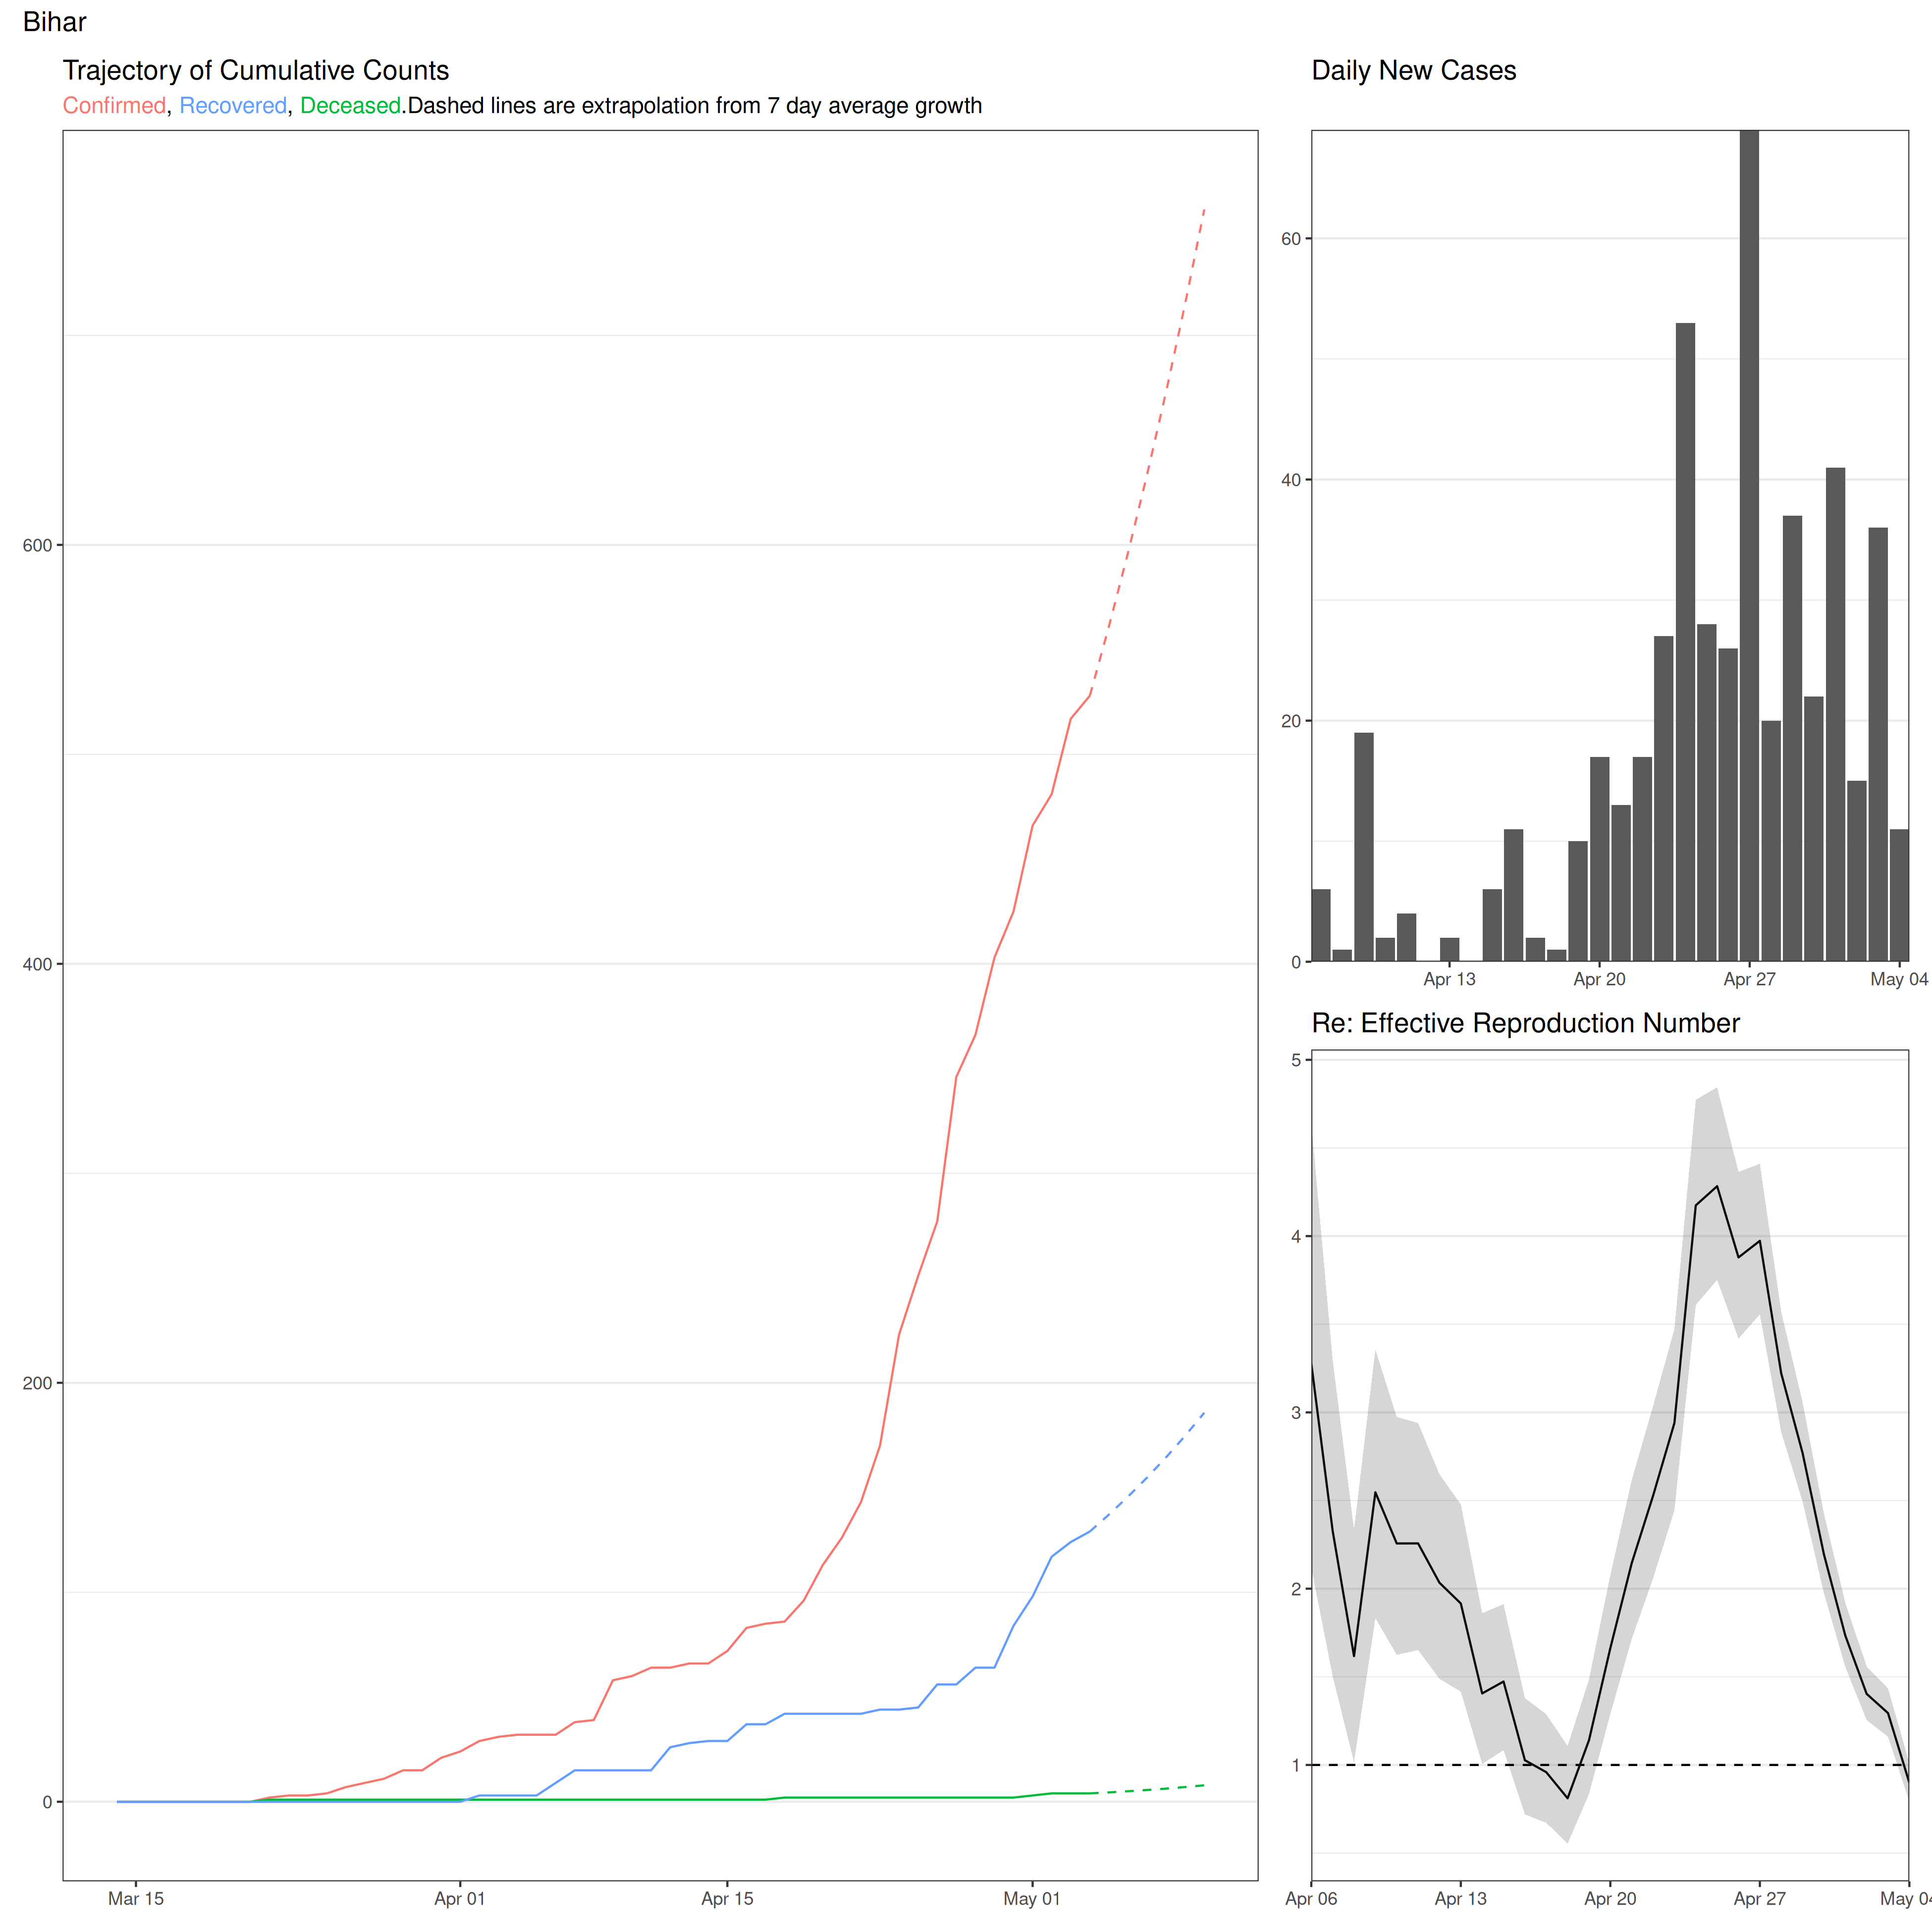 Bihar
Trajectory of Cumulative Counts
Confirmed, Recovered, Deceased.Dashed lines are extrapolation from 7 day average growth
600
400
200
0
Mar 15 Apr 01 Apr 15 May 01
Daily New Cases
60
40
20
0
Apr 13 Apr 20 Apr 27 May 04
Re: Effective Reproduction Number
5
4
3
2
1
Apr 06 Apr 13 Apr 20 Apr 27 May 04